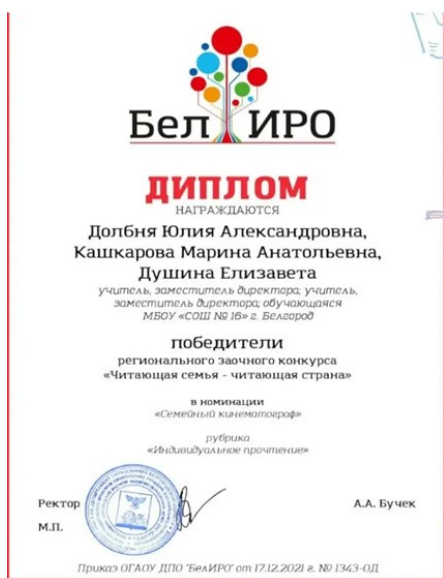 Бел ИРО
ДИПЛОМ
НАГРАЖДАЮТСЯ
Долбня Юлия Александровна,
Кашкарова Марина Анатольевна,
Душина Елизавета
учитель, заместитель директора; учитель,
заместитель директора; обучающаяся
МБОУ «СОШ № 16» г. Белгород
победители
регионального заочного конкурса
«Читающая семья - читающая страна»
в номинации
«Семейный кинематограф»
рубрика
«Индивидуальное прочтение»
Ректор
А.А. Бучек
М.П.
Приказ ОГАОУ ДПО "БелИРО" от 17.12.2021 г. № 1343-ОД